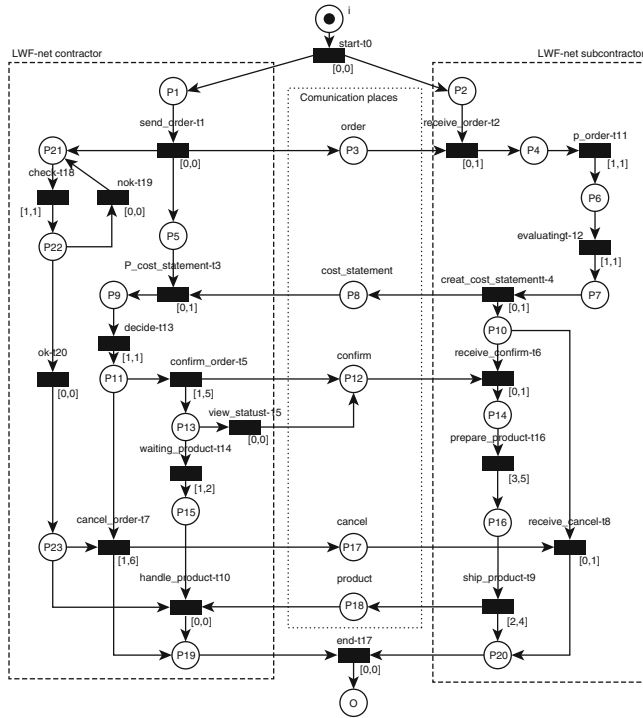 i
LWF-net contractor
start-t0
LWF-net subcontractor
[0,0]
P1
Comunication places
P2
send_order-t1
order
receive_order-t2
p_order-t11
P21
P3
P4
check-t18
[0,0]
[0,1]
[1,1]
nok-t19
[1,1]
[0,0]
P6
P5
evaluatingt-12
P22
P_cost_statement-t3
cost_statement
creat_cost_statementt-4
[1,1]
P9
P8
P7
[0,1]
[0,1]
decide-t13
P10
ok-t20
[1,1]
confirm_order-t5
confirm
receive_confirm-t6
P11
P12
[0,0]
[1,5]
[0,1]
view_statust-15
P13
P14
waiting_product-t14
[0,0]
prepare_product-t16
[1,2]
[3,5]
P15
cancel_order-t7
cancel
P16
receive_cancel-t8
P23
P17
[1,6]
[0,1]
handle_product-t10
product
ship_product-t9
P18
[0,0]
[2,4]
end-t17
P19
P20
[0,0]
O